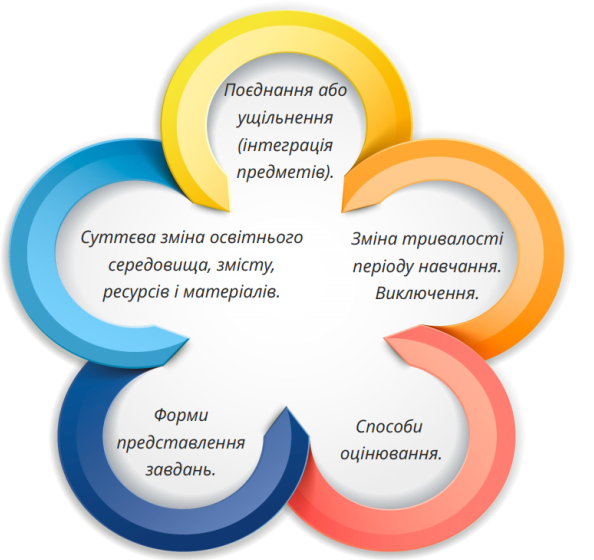 Поєднання або
ущільнення
(інтеграція
предметів).
Суттєва зміна освітнього
середовища, змісту,
ресурсів і матеріалів.
Зміна тривалості
періоду навчання.
Виключення.
Форми
представлення
завдань.
Способи
оцінювання.